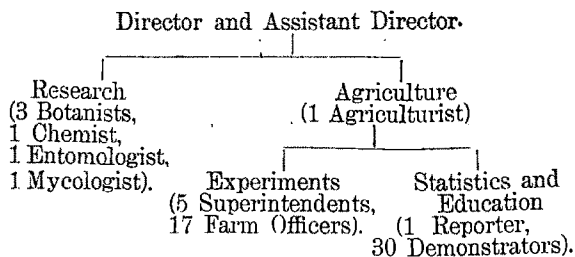 Director and Assistant Director.
Research
(3 Botanists,
1 Chemist,
1 Entomologist,
1 Mycologist).
Agriculture
(1 Agriculturist)
Experiments
(5 Superintendents,
17 Farm Officers).
Statistics and
Education
(1 Reporter,
30 Demonstrators).